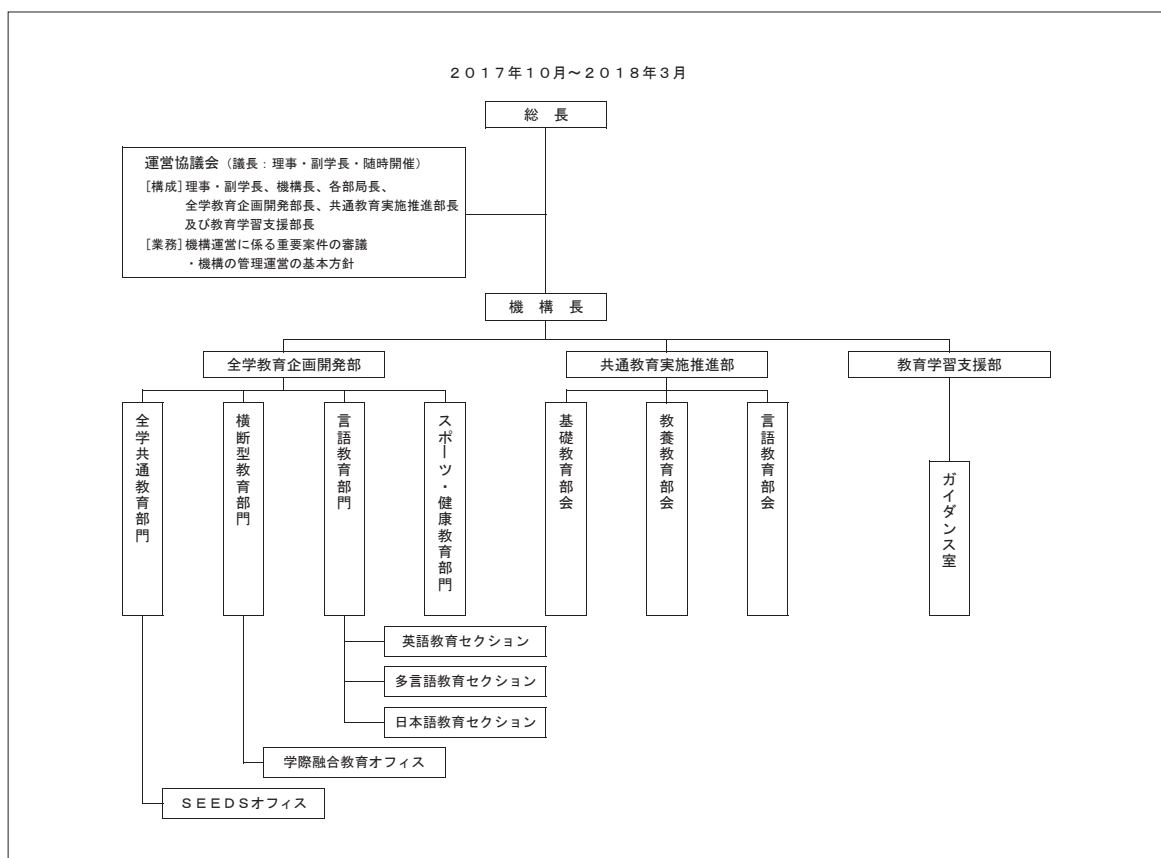 ２０１７年１０月～２０１８年３月
総　長
運営協議会（議長：理事・副学長・随時開催）
［構成］理事・副学長、機構長、各部局長、
全学教育企画開発部長、共通教育実施推進部長
及び教育学習支援部長
［業務］機構運営に係る重要案件の審議
・機構の管理運営の基本方針
機　構　長
全学教育企画開発部
共通教育実施推進部
教育学習支援部
全学共通教育部門
横断型教育部門
言語教育部門
スポーツ・健康教育部門
基礎教育部会
教養教育部会
言語教育部会
ガイダンス室
英語教育セクション
多言語教育セクション
日本語教育セクション
学際融合教育オフィス
ＳＥＥＤＳオフィス